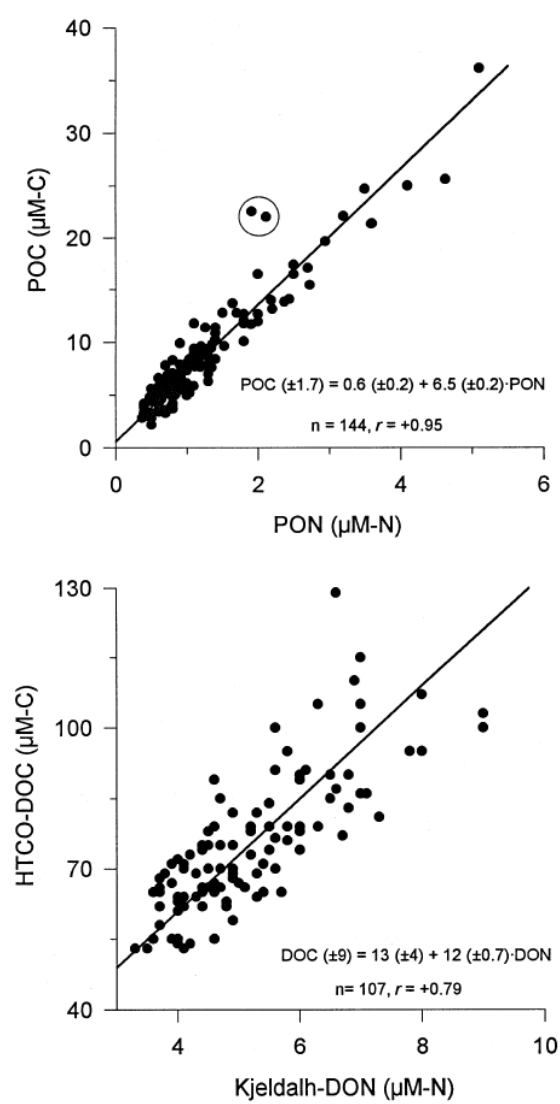 40
30
20
10
0
POC (µM-C)
POC (±1.7) = 0.6 (±0.2) + 6.5 (±0.2)·PON
n = 144, r = +0.95
0 2 4 6
PON (µM-N)
130
100
70
40
HTCO-DOC (µM-C)
DOC (±9) = 13 (±4) + 12 (±0.7)·DON
n= 107, r = +0.79
4 6 8 10
Kjeldalh-DON (µM-N)